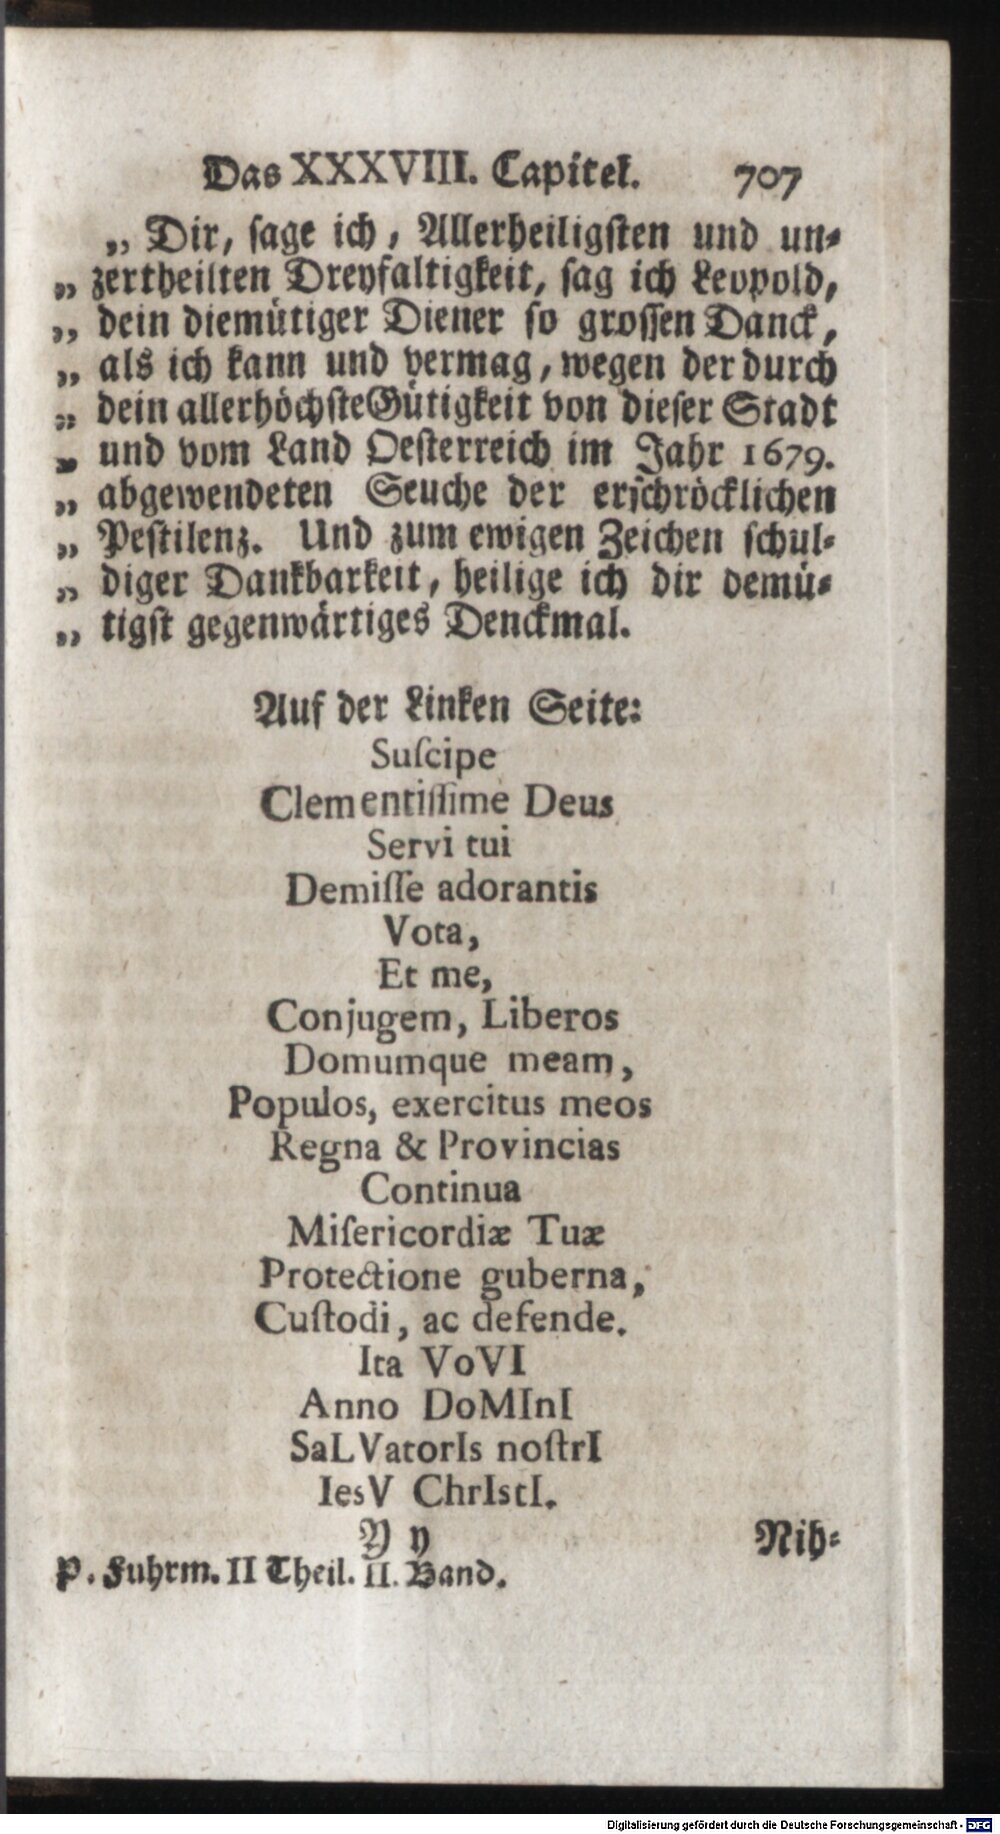 Das XXXVIII. Capitel. 707
„ Dir, ſage ich, Allerheiligſten und un⸗
„ zertheilten Dreyfaltigkeit, ſag ich Leopold,
„ dein diemütiger Diener ſo groſſen Danck,
„ als ich kann und vermag, wegen der durch
„ dein allerhöchſte Gütigkeit von dieſer Stadt
„ und vom Land Oeſterreich im Jahr 1679.
„ abgewendeten Seuche der erſchröcklichen
„ Peſtilenz. Und zum ewigen Zeichen ſchul⸗
„ diger Dankbarkeit, heilige ich dir demü⸗
„ tigſt gegenwärtiges Denckmal.
Auf der Linken Seite:
Suſcipe
Clementiſſime Deus
Servi tui
Demiſſe adorantis
Vota,
Et me,
Conjugem, Liberos
Domumque meam,
Populos, exercitus meos
Regna & Provincias
Continua
Miſericordiæ Tuæ
Protectione guberna,
Cuſtodi, ac defende.
Ita VoVI
Anno DoMInI
SaLVatorIs noſtrI
IesV ChrIstI.
Y y Nih⸗
P. Fuhrm. II Theil. II. Band.
Digitalisierung gefördert durch die Deutsche Forschungsgemeinschaft - DFG